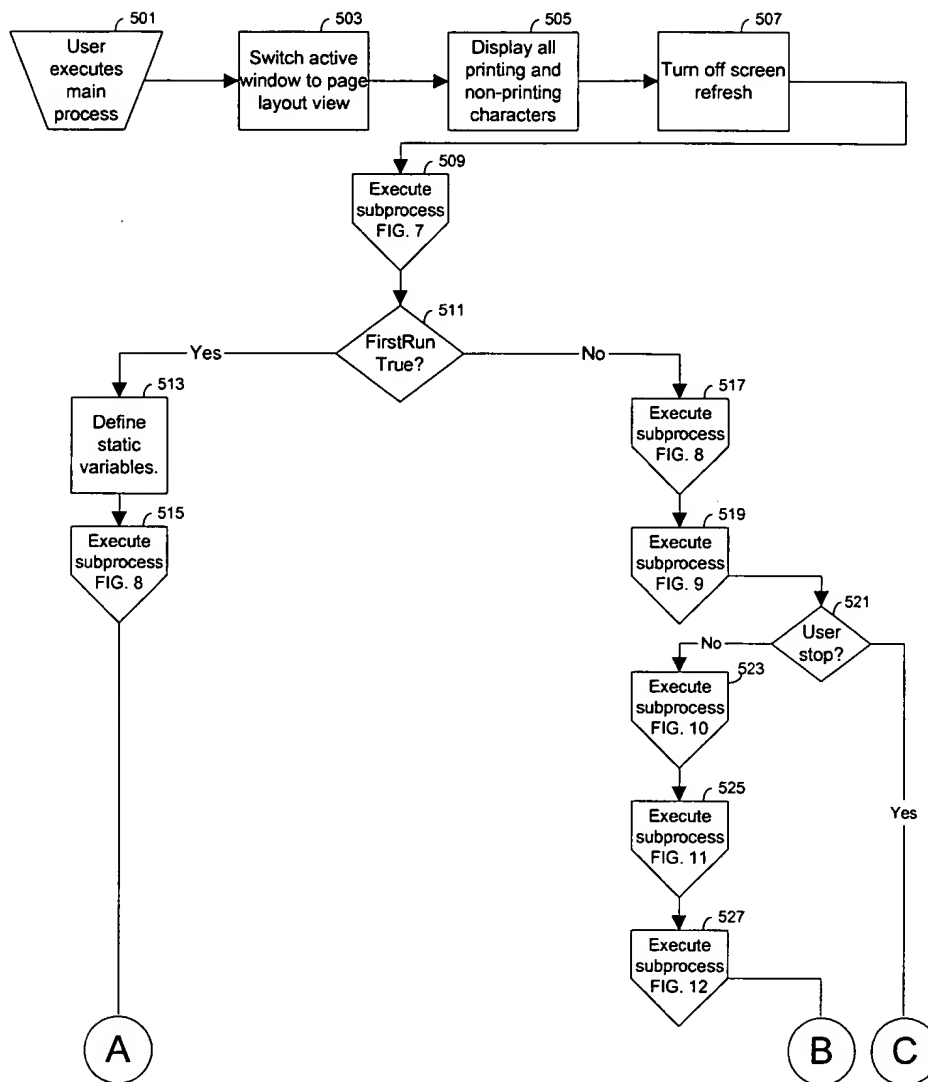 501
User
executes
main
process
503
Switch active
window to page
layout view
505
Display all
printing and
non-printing
characters
507
Turn off screen
refresh
509
Execute
subprocess
FIG. 7
511
FirstRun
True?
Yes
No
513
Define
static
variables.
515
Execute
subprocess
FIG. 8
517
Execute
subprocess
FIG. 8
519
Execute
subprocess
FIG. 9
521
User
stop?
No
Yes
523
Execute
subprocess
FIG. 10
525
Execute
subprocess
FIG. 11
527
Execute
subprocess
FIG. 12
A
B
C